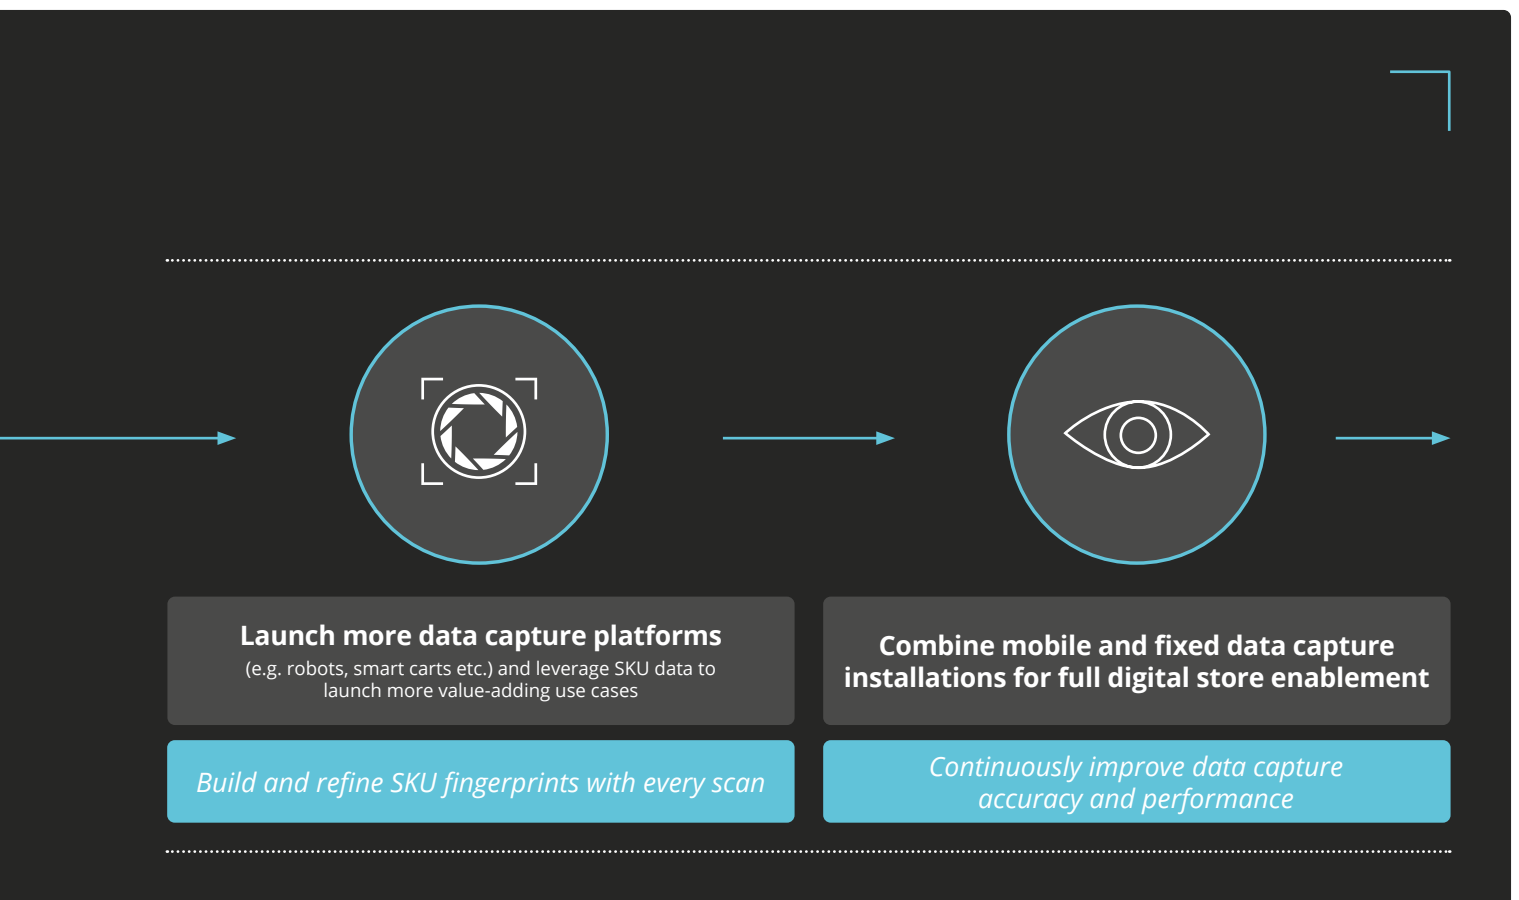 Launch more data capture platforms
(e.g. robots, smart carts etc.) and leverage SKU data to
launch more value-adding use cases
Build and refine SKU fingerprints with every scan
Combine mobile and fixed data capture
installations for full digital store enablement
Continuously improve data capture
accuracy and performance